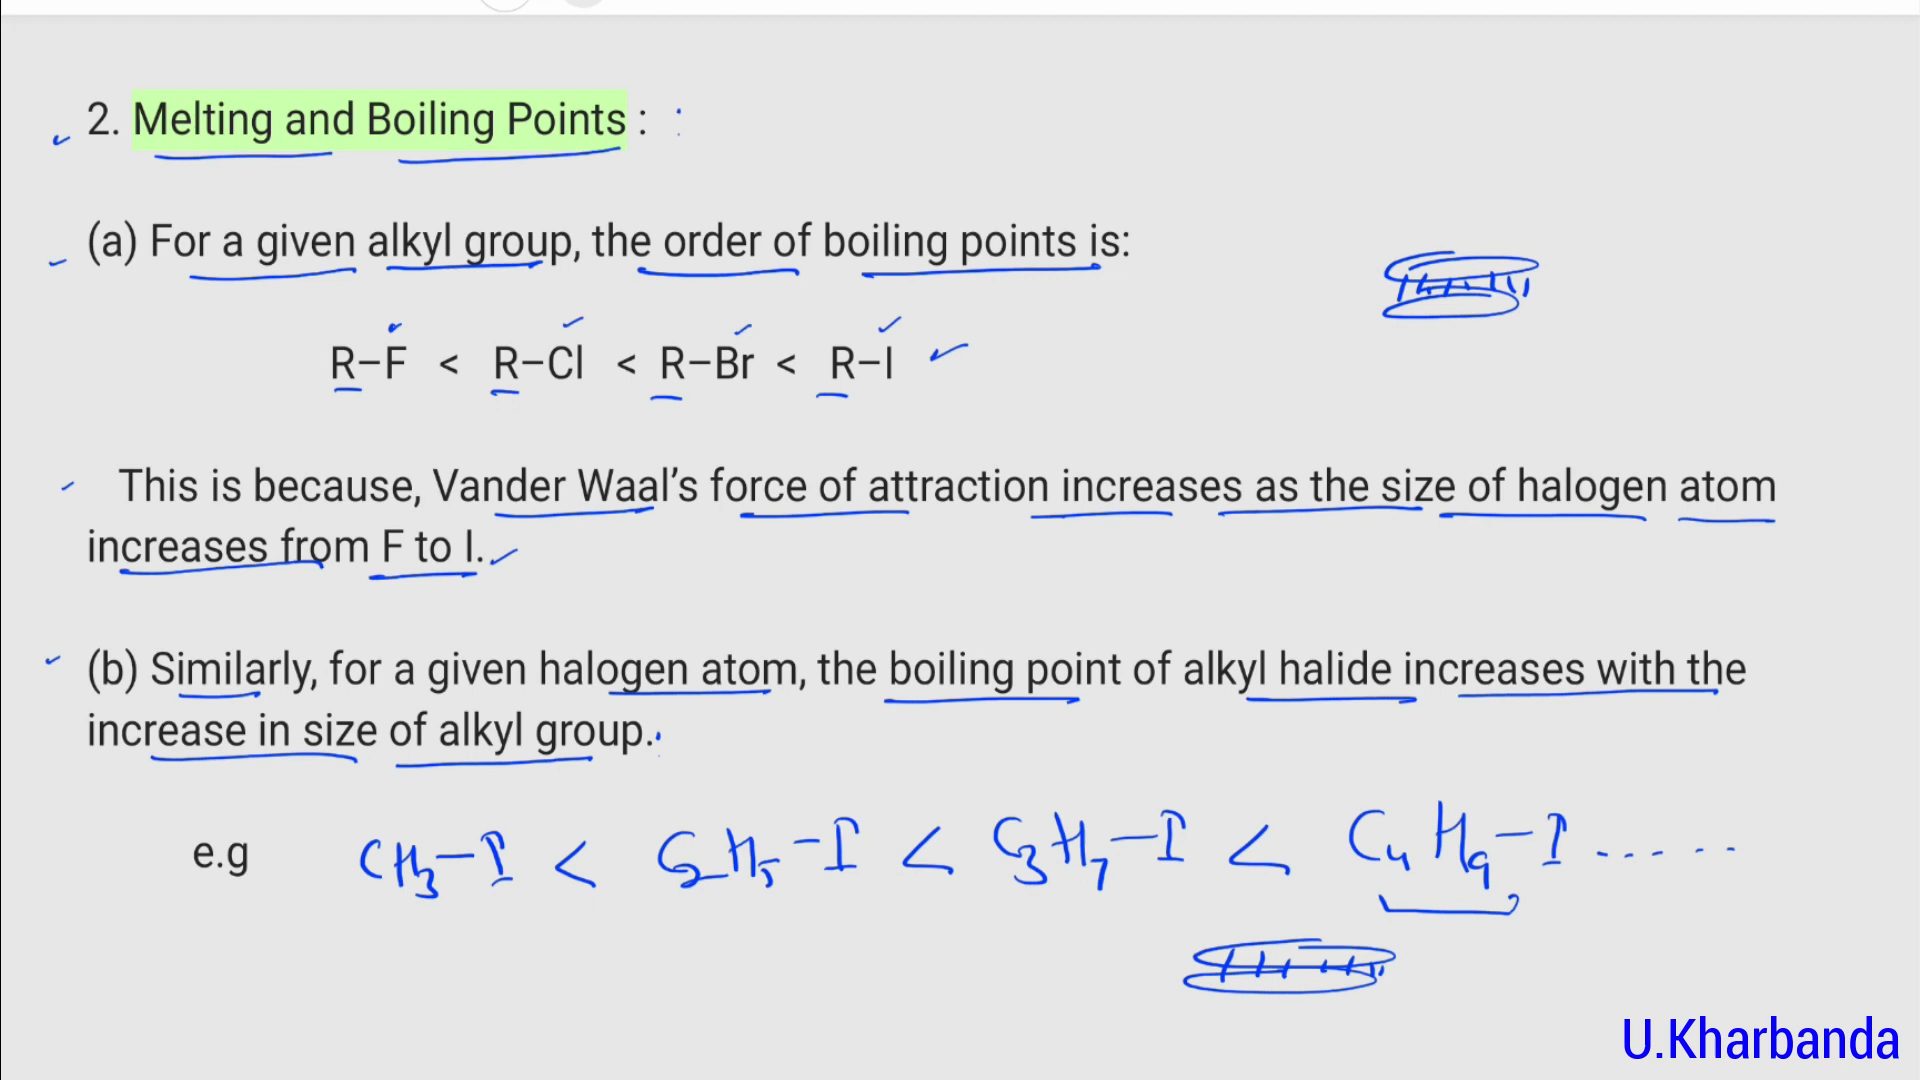 2. Melting and Boiling Points :
(a) For a given alkyl group, the order of boiling points is:
R–F < R–Cl < R–Br < R–I
This is because, Vander Waal’s force of attraction increases as the size of halogen atom
increases from F to I.
(b) Similarly, for a given halogen atom, the boiling point of alkyl halide increases with the
increase in size of alkyl group.
e.g CH3–I < C2H5–I < C3H7–I < C4H9–I ......
U.Kharbanda